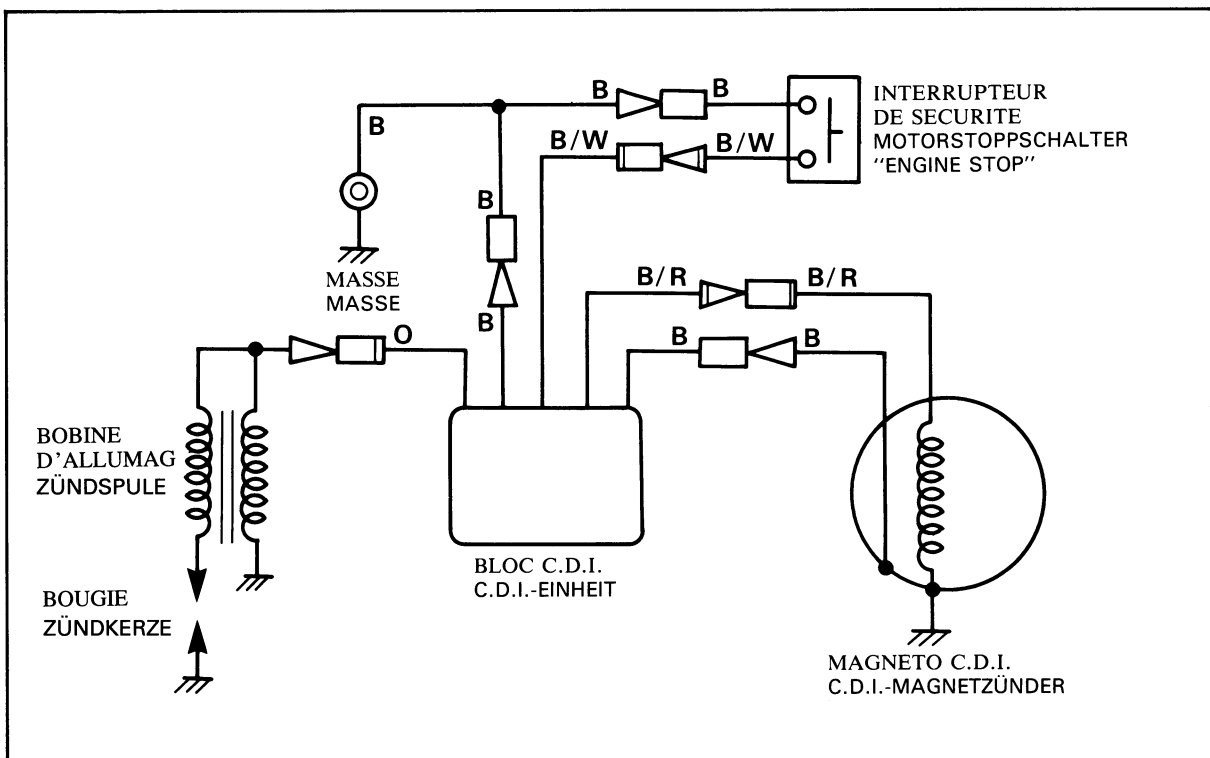 B B
B
INTERRUPTEUR
DE SECURITE
MOTORSTOPPSCHALTER
"ENGINE STOP"
B/W B/W
B
MASSE
MASSE
B/R B/R
B
O
B B
BOBINE
D'ALLUMAG
ZÜNDSPULE
BLOC C.D.I.
C.D.I.-EINHEIT
BOUGIE
ZÜNDKERZE
MAGNETO C.D.I.
C.D.I.-MAGNETZÜNDER